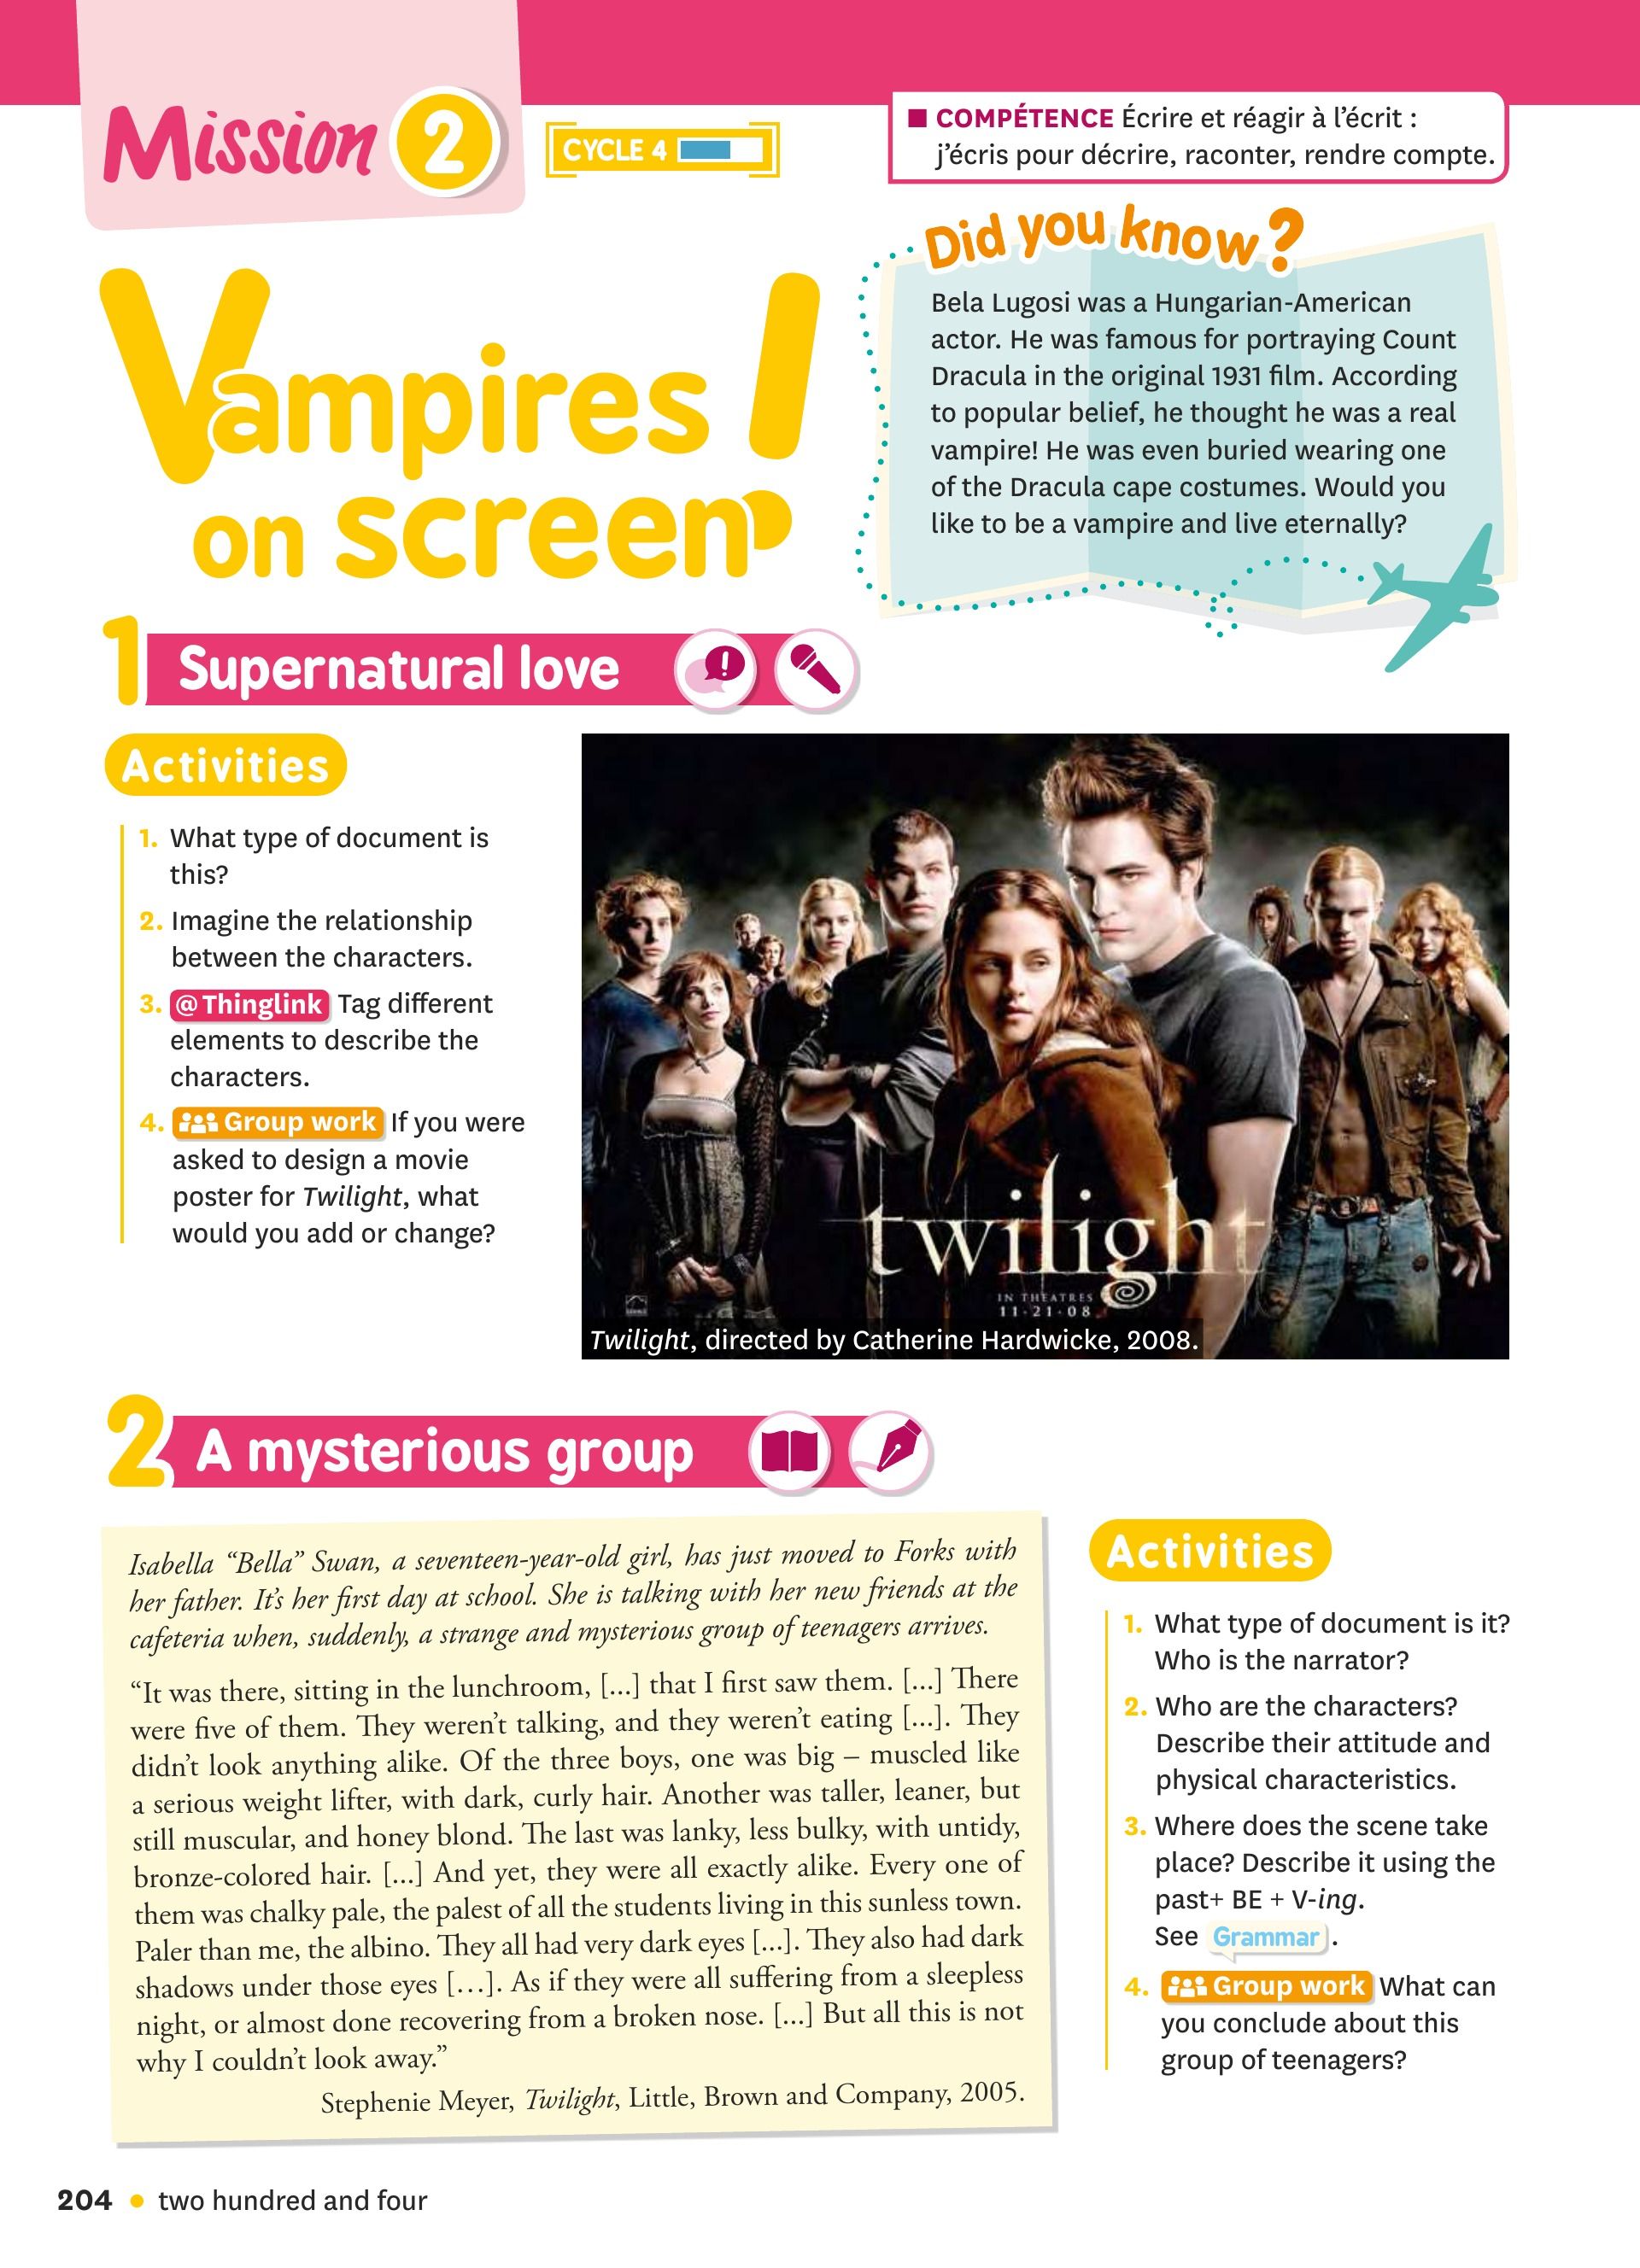 Mission 2
CYCLE 4
■ COMPÉTENCE Écrire et réagir à l'écrit :
j'écris pour décrire, raconter, rendre compte.
Vampires !
on screen
Did you know?
Bela Lugosi was a Hungarian-American
actor. He was famous for portraying Count
Dracula in the original 1931 film. According
to popular belief, he thought he was a real
vampire! He was even buried wearing one
of the Dracula cape costumes. Would you
like to be a vampire and live eternally?
1 Supernatural love
Activities
1. What type of document is
this?
2. Imagine the relationship
between the characters.
3. @Thinglink Tag different
elements to describe the
characters.
4. Group work If you were
asked to design a movie
poster for Twilight, what
would you add or change?
twilight
IN THEATRES
11·21·08
Twilight, directed by Catherine Hardwicke, 2008.
2 A mysterious group
Isabella “Bella” Swan, a seventeen-year-old girl, has just moved to Forks with
her father. It's her first day at school. She is talking with her new friends at the
cafeteria when, suddenly, a strange and mysterious group of teenagers arrives.
“It was there, sitting in the lunchroom, [...] that I first saw them. [...] There
were five of them. They weren't talking, and they weren't eating [...]. They
didn't look anything alike. Of the three boys, one was big – muscled like
a serious weight lifter, with dark, curly hair. Another was taller, leaner, but
still muscular, and honey blond. The last was lanky, less bulky, with untidy,
bronze-colored hair. [...] And yet, they were all exactly alike. Every one of
them was chalky pale, the palest of all the students living in this sunless town.
Paler than me, the albino. They all had very dark eyes [...]. They also had dark
shadows under those eyes […]. As if they were all suffering from a sleepless
night, or almost done recovering from a broken nose. [...] But all this is not
why I couldn't look away.”
Stephenie Meyer, Twilight, Little, Brown and Company, 2005.
Activities
1. What type of document is it?
Who is the narrator?
2. Who are the characters?
Describe their attitude and
physical characteristics.
3. Where does the scene take
place? Describe it using the
past+ BE + V-ing.
See Grammar .
4. Group work What can
you conclude about this
group of teenagers?
204 • two hundred and four